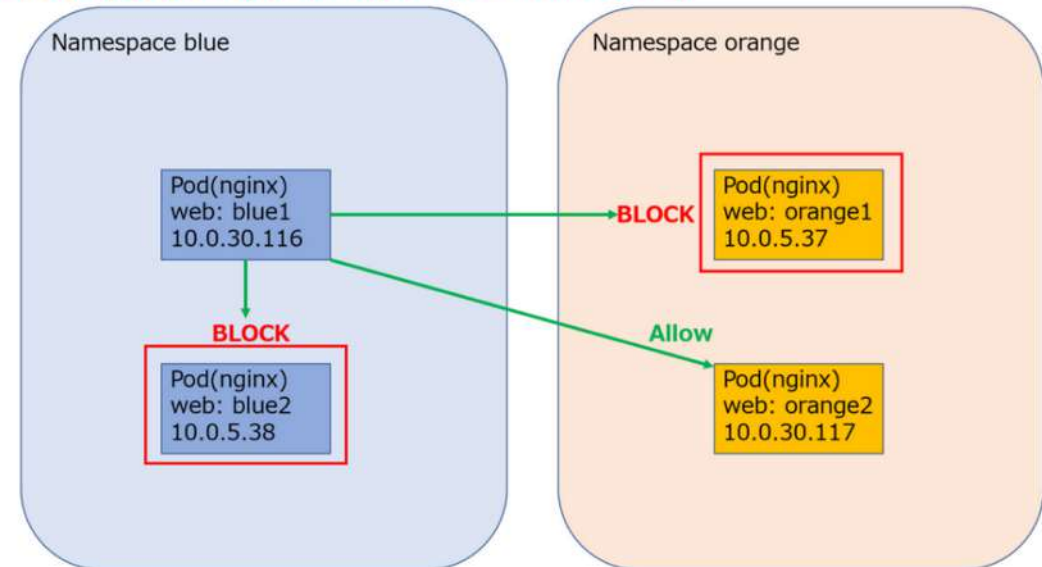 Namespace blue
Namespace orange
Pod(nginx)
web: blue1
10.0.30.116
BLOCK
Pod(nginx)
web: orange1
10.0.5.37
BLOCK
Allow
Pod(nginx)
web: blue2
10.0.5.38
Pod(nginx)
web: orange2
10.0.30.117